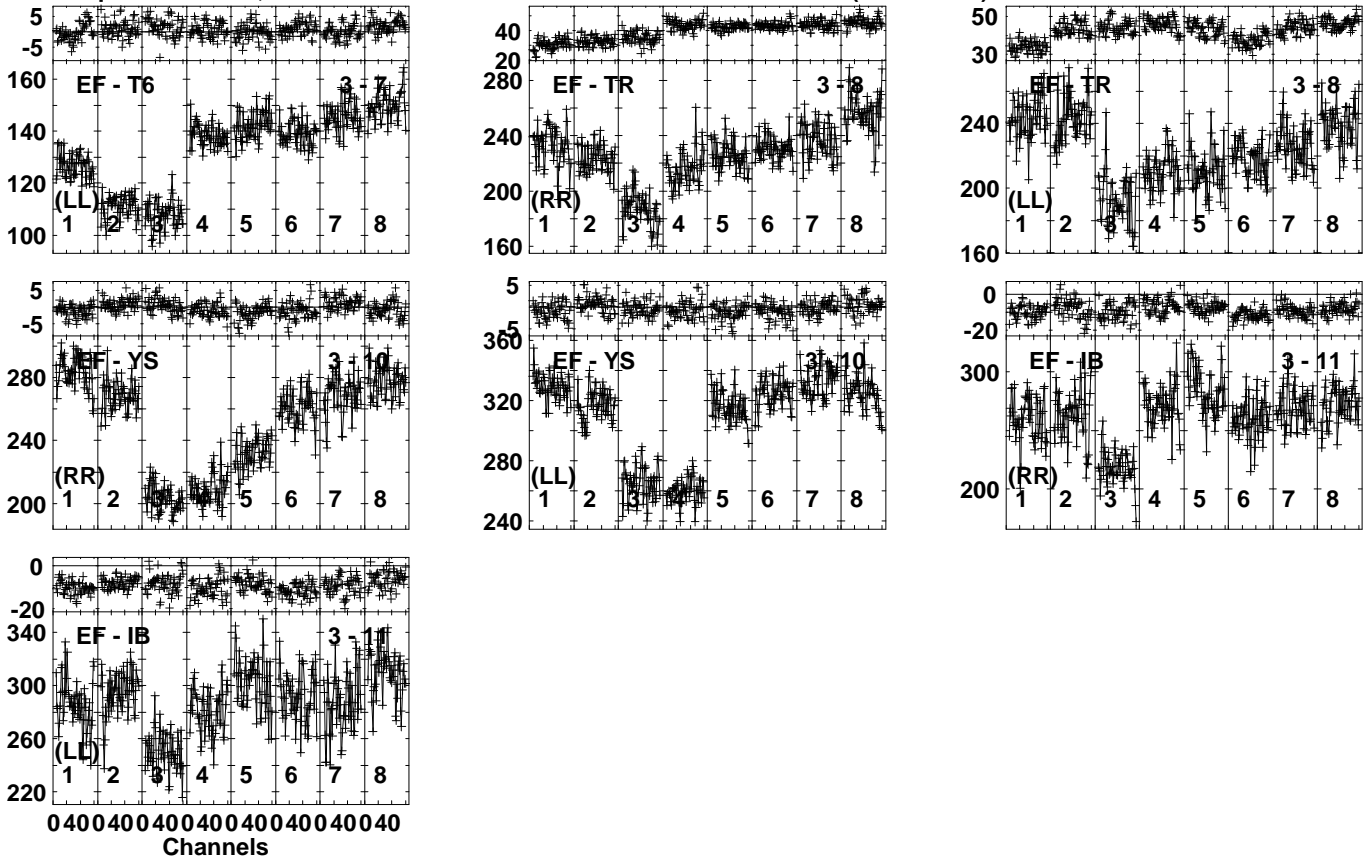 5 40 50
-5 20 30
160 EF - T6 3 - 7
140
120
(LL)
1 2 3 4 5 6 7 8
100
280 EF - TR 3 - 8
240
200
(RR)
1 2 3 4 5 6 7 8
160
EF - TR 3 - 8
240
200
(LL)
1 2 3 4 5 6 7 8
160
5
-5
EF - YS 3 - 10
280
240
(RR)
200 1 2 3 4 5 6 7 8
5
-5
360
EF - YS 3 - 10
320
280
(LL)
1 2 3 4 5 6 7 8
240
0
-20
EF - IB 3 - 11
300
(RR)
200 1 2 3 4 5 6 7 8
0
-20
340 EF - IB 3 - 11
300
260
(LL)
1 2 3 4 5 6 7 8
220
0 40 0 40 0 40 0 40 0 40 0 40 0 40 0 40
Channels